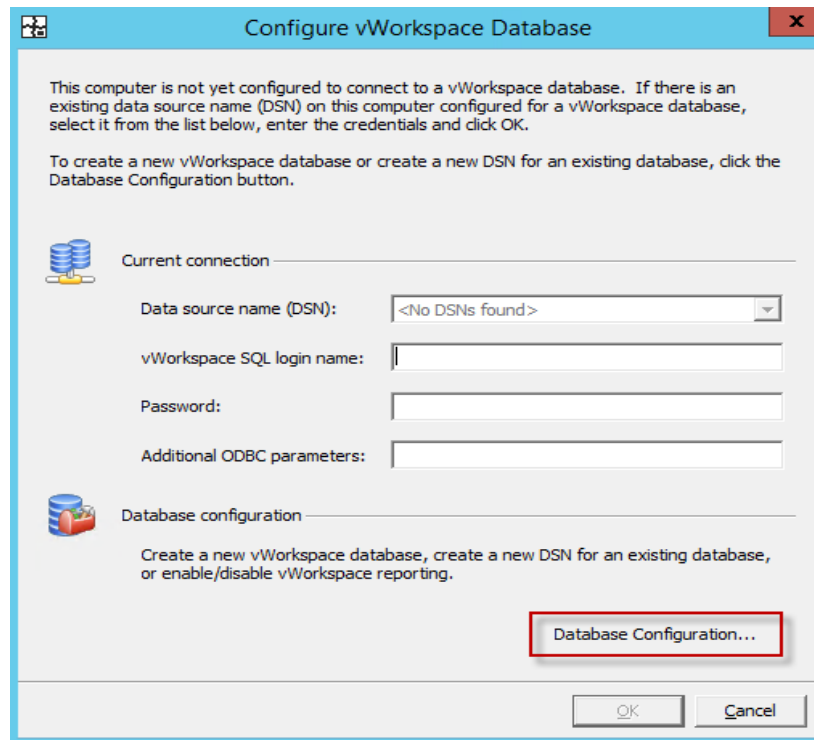 Configure vWorkspace Database
x
This computer is not yet configured to connect to a vWorkspace database.  If there is an
existing data source name (DSN) on this computer configured for a vWorkspace database,
select it from the list below, enter the credentials and click OK.
To create a new vWorkspace database or create a new DSN for an existing database, click the
Database Configuration button.
Current connection
Data source name (DSN): <No DSNs found>
vWorkspace SQL login name:
Password:
Additional ODBC parameters:
Database configuration
Create a new vWorkspace database, create a new DSN for an existing database,
or enable/disable vWorkspace reporting.
Database Configuration...
OK Cancel